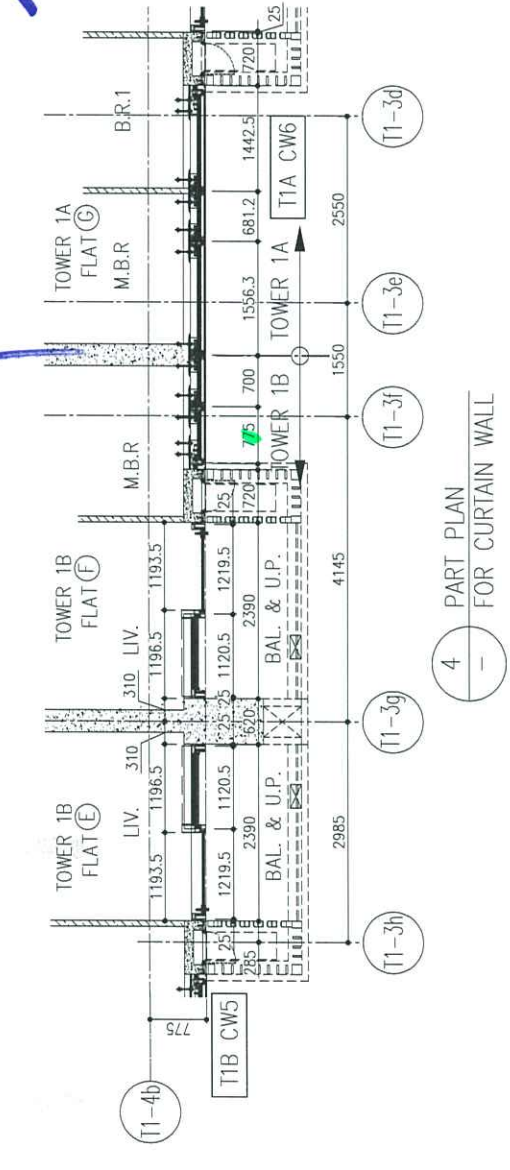 TOWER 1B
FLAT E
TOWER 1B
FLAT F
TOWER 1A
FLAT G
LIV.
310
310
LIV.
M.B.R
M.B.R
B.R.1
1193.5
1196.5
1196.5
1193.5
T1-4b
775
T1B CW5
25
1219.5
1120.5
25
25
1120.5
1219.5
25
285
2390
620
2390
720
775
700
1556.3
681.2
1442.5
720
25
BAL. & U.P.
BAL. & U.P.
TOWER 1B
TOWER 1A
T1A CW6
2985
4145
1550
2550
T1-3h
T1-3g
T1-3f
T1-3e
T1-3d
4
-
PART PLAN
FOR CURTAIN WALL